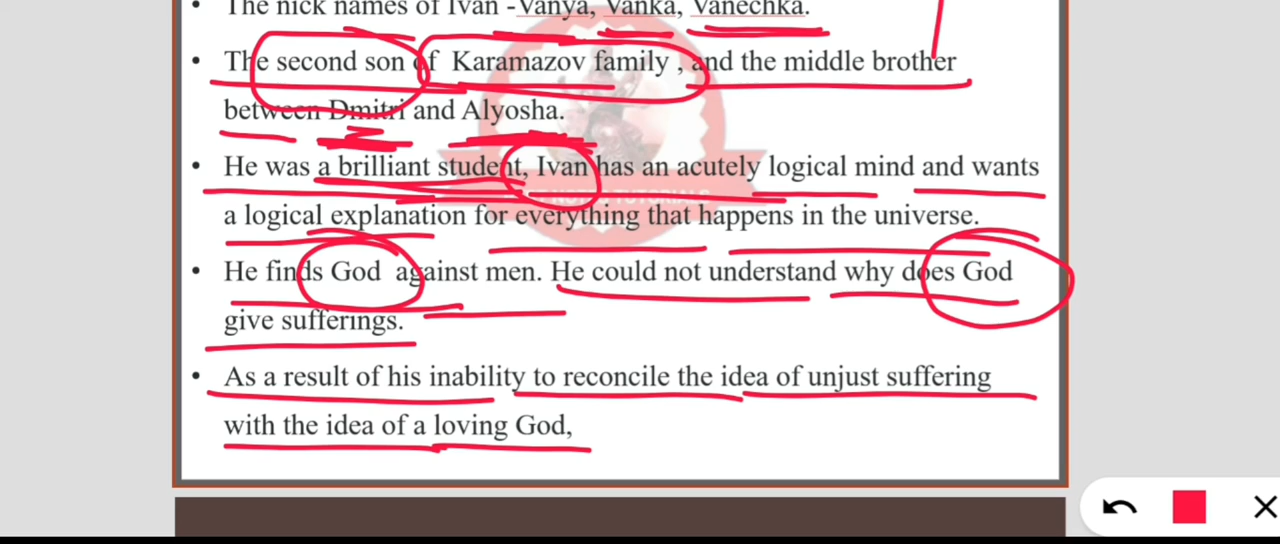 • The nick names of Ivan -Vanya, Vanka, Vanechka.
• The second son of Karamazov family , and the middle brother
between Dmitri and Alyosha.
• He was a brilliant student, Ivan has an acutely logical mind and wants
a logical explanation for everything that happens in the universe.
• He finds God against men. He could not understand why does God
give sufferings.
• As a result of his inability to reconcile the idea of unjust suffering
with the idea of a loving God,